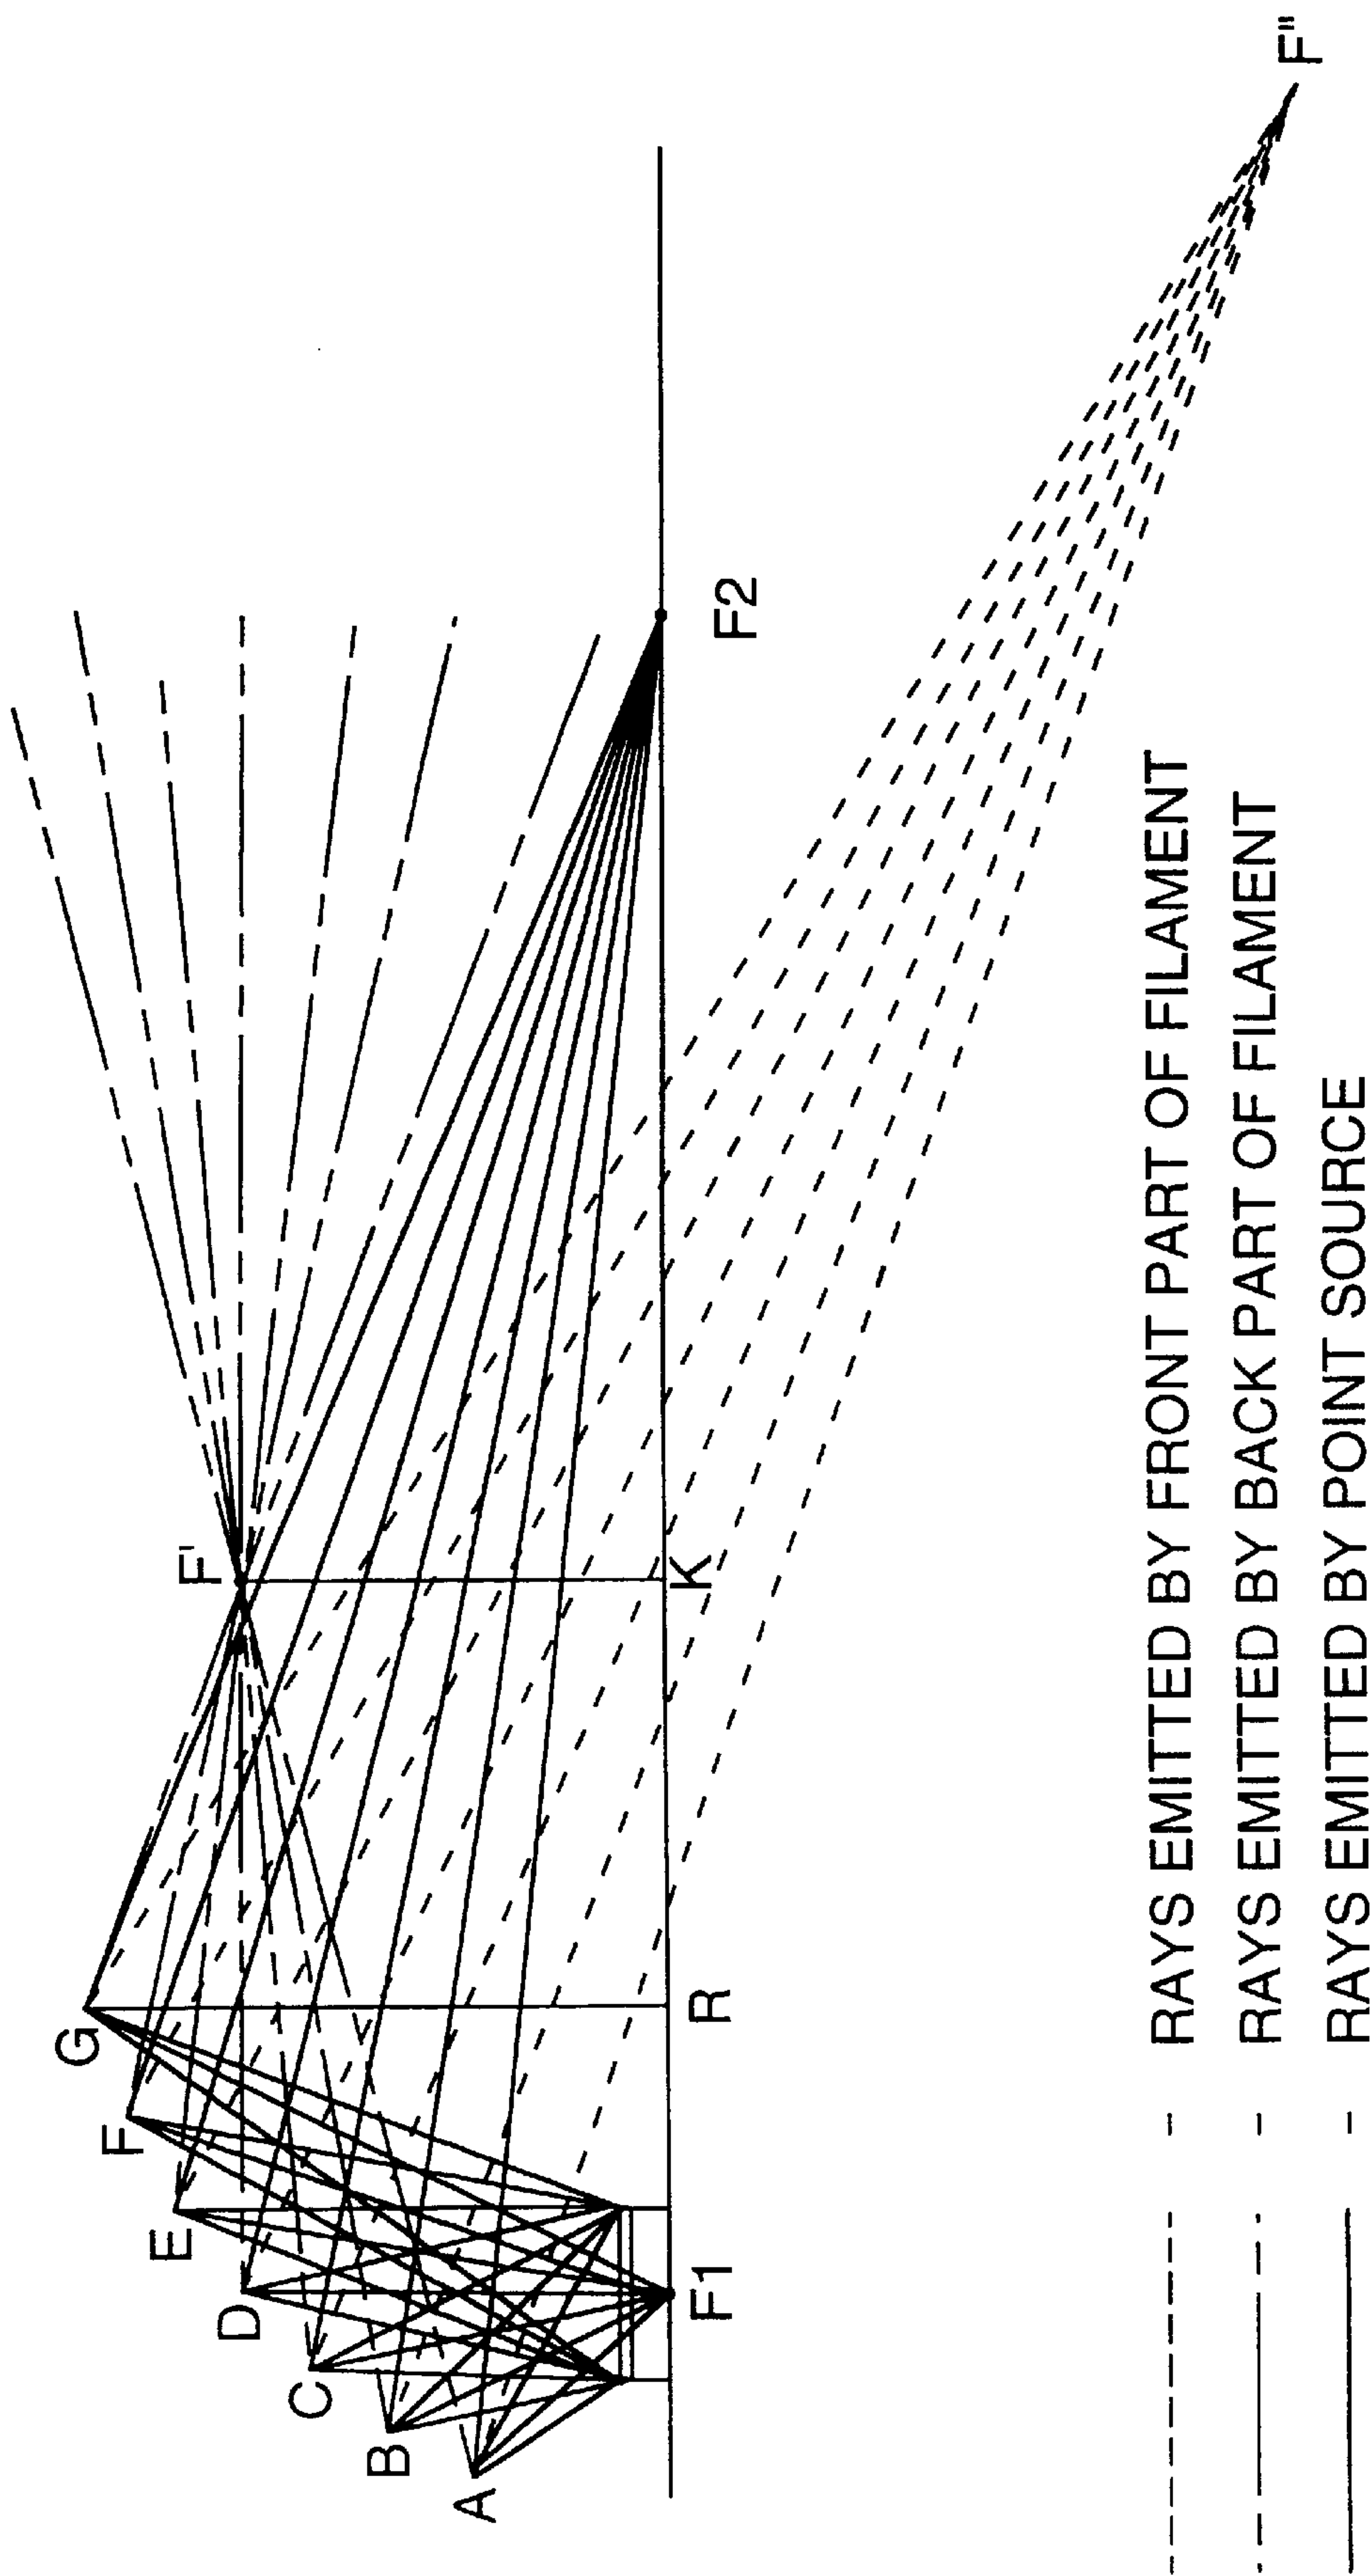 G
F
E
D
C
B
A
F'
F1
R
K
F2
F"
RAYS EMITTED BY FRONT PART OF FILAMENT
RAYS EMITTED BY BACK PART OF FILAMENT
RAYS EMITTED BY POINT SOURCE